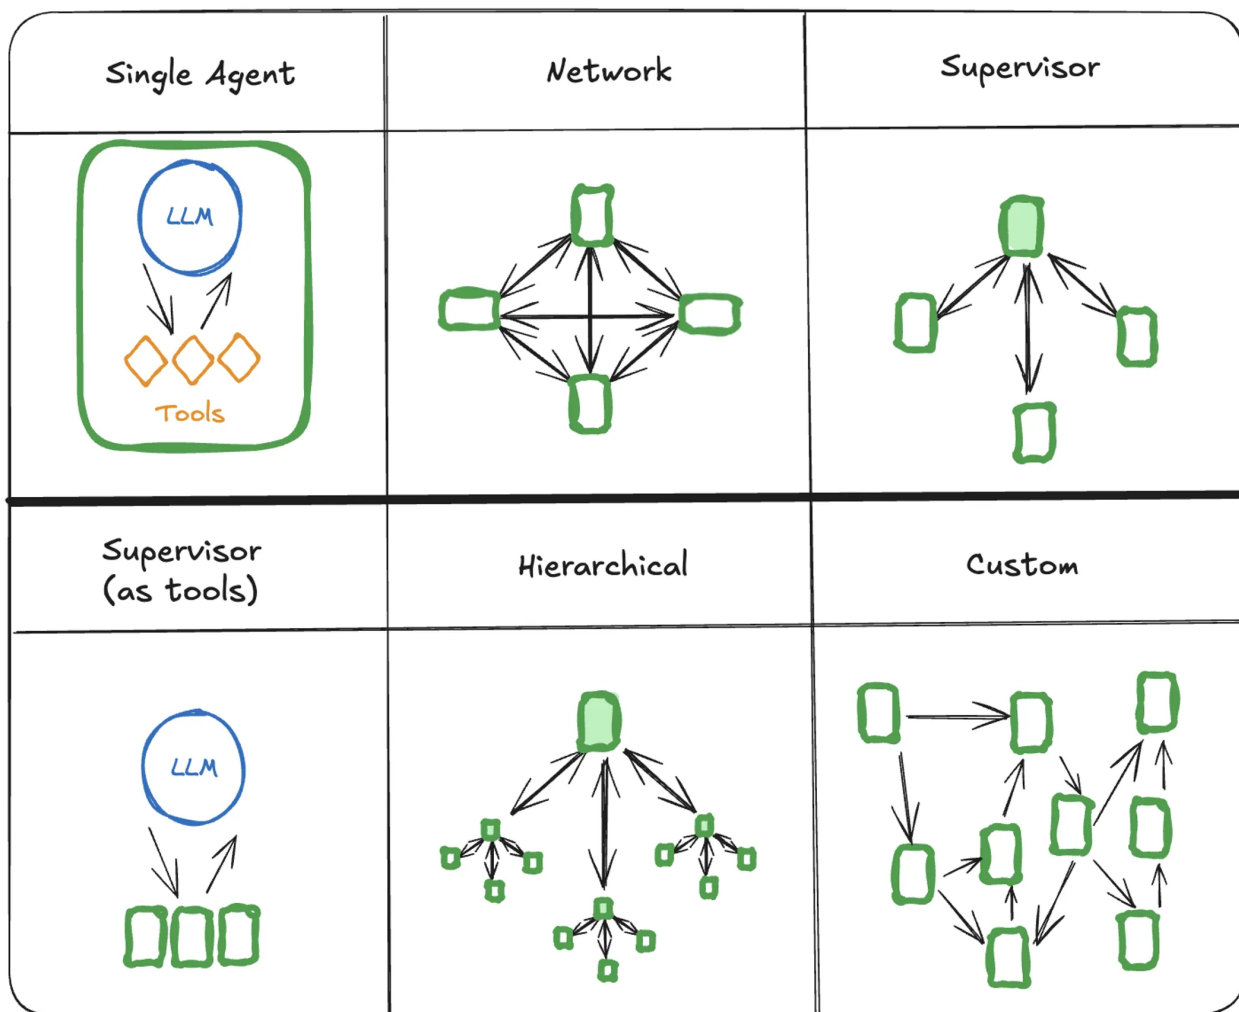 Single Agent
Network
Supervisor
LLM
Tools
Supervisor
(as tools)
Hierarchical
Custom
LLM